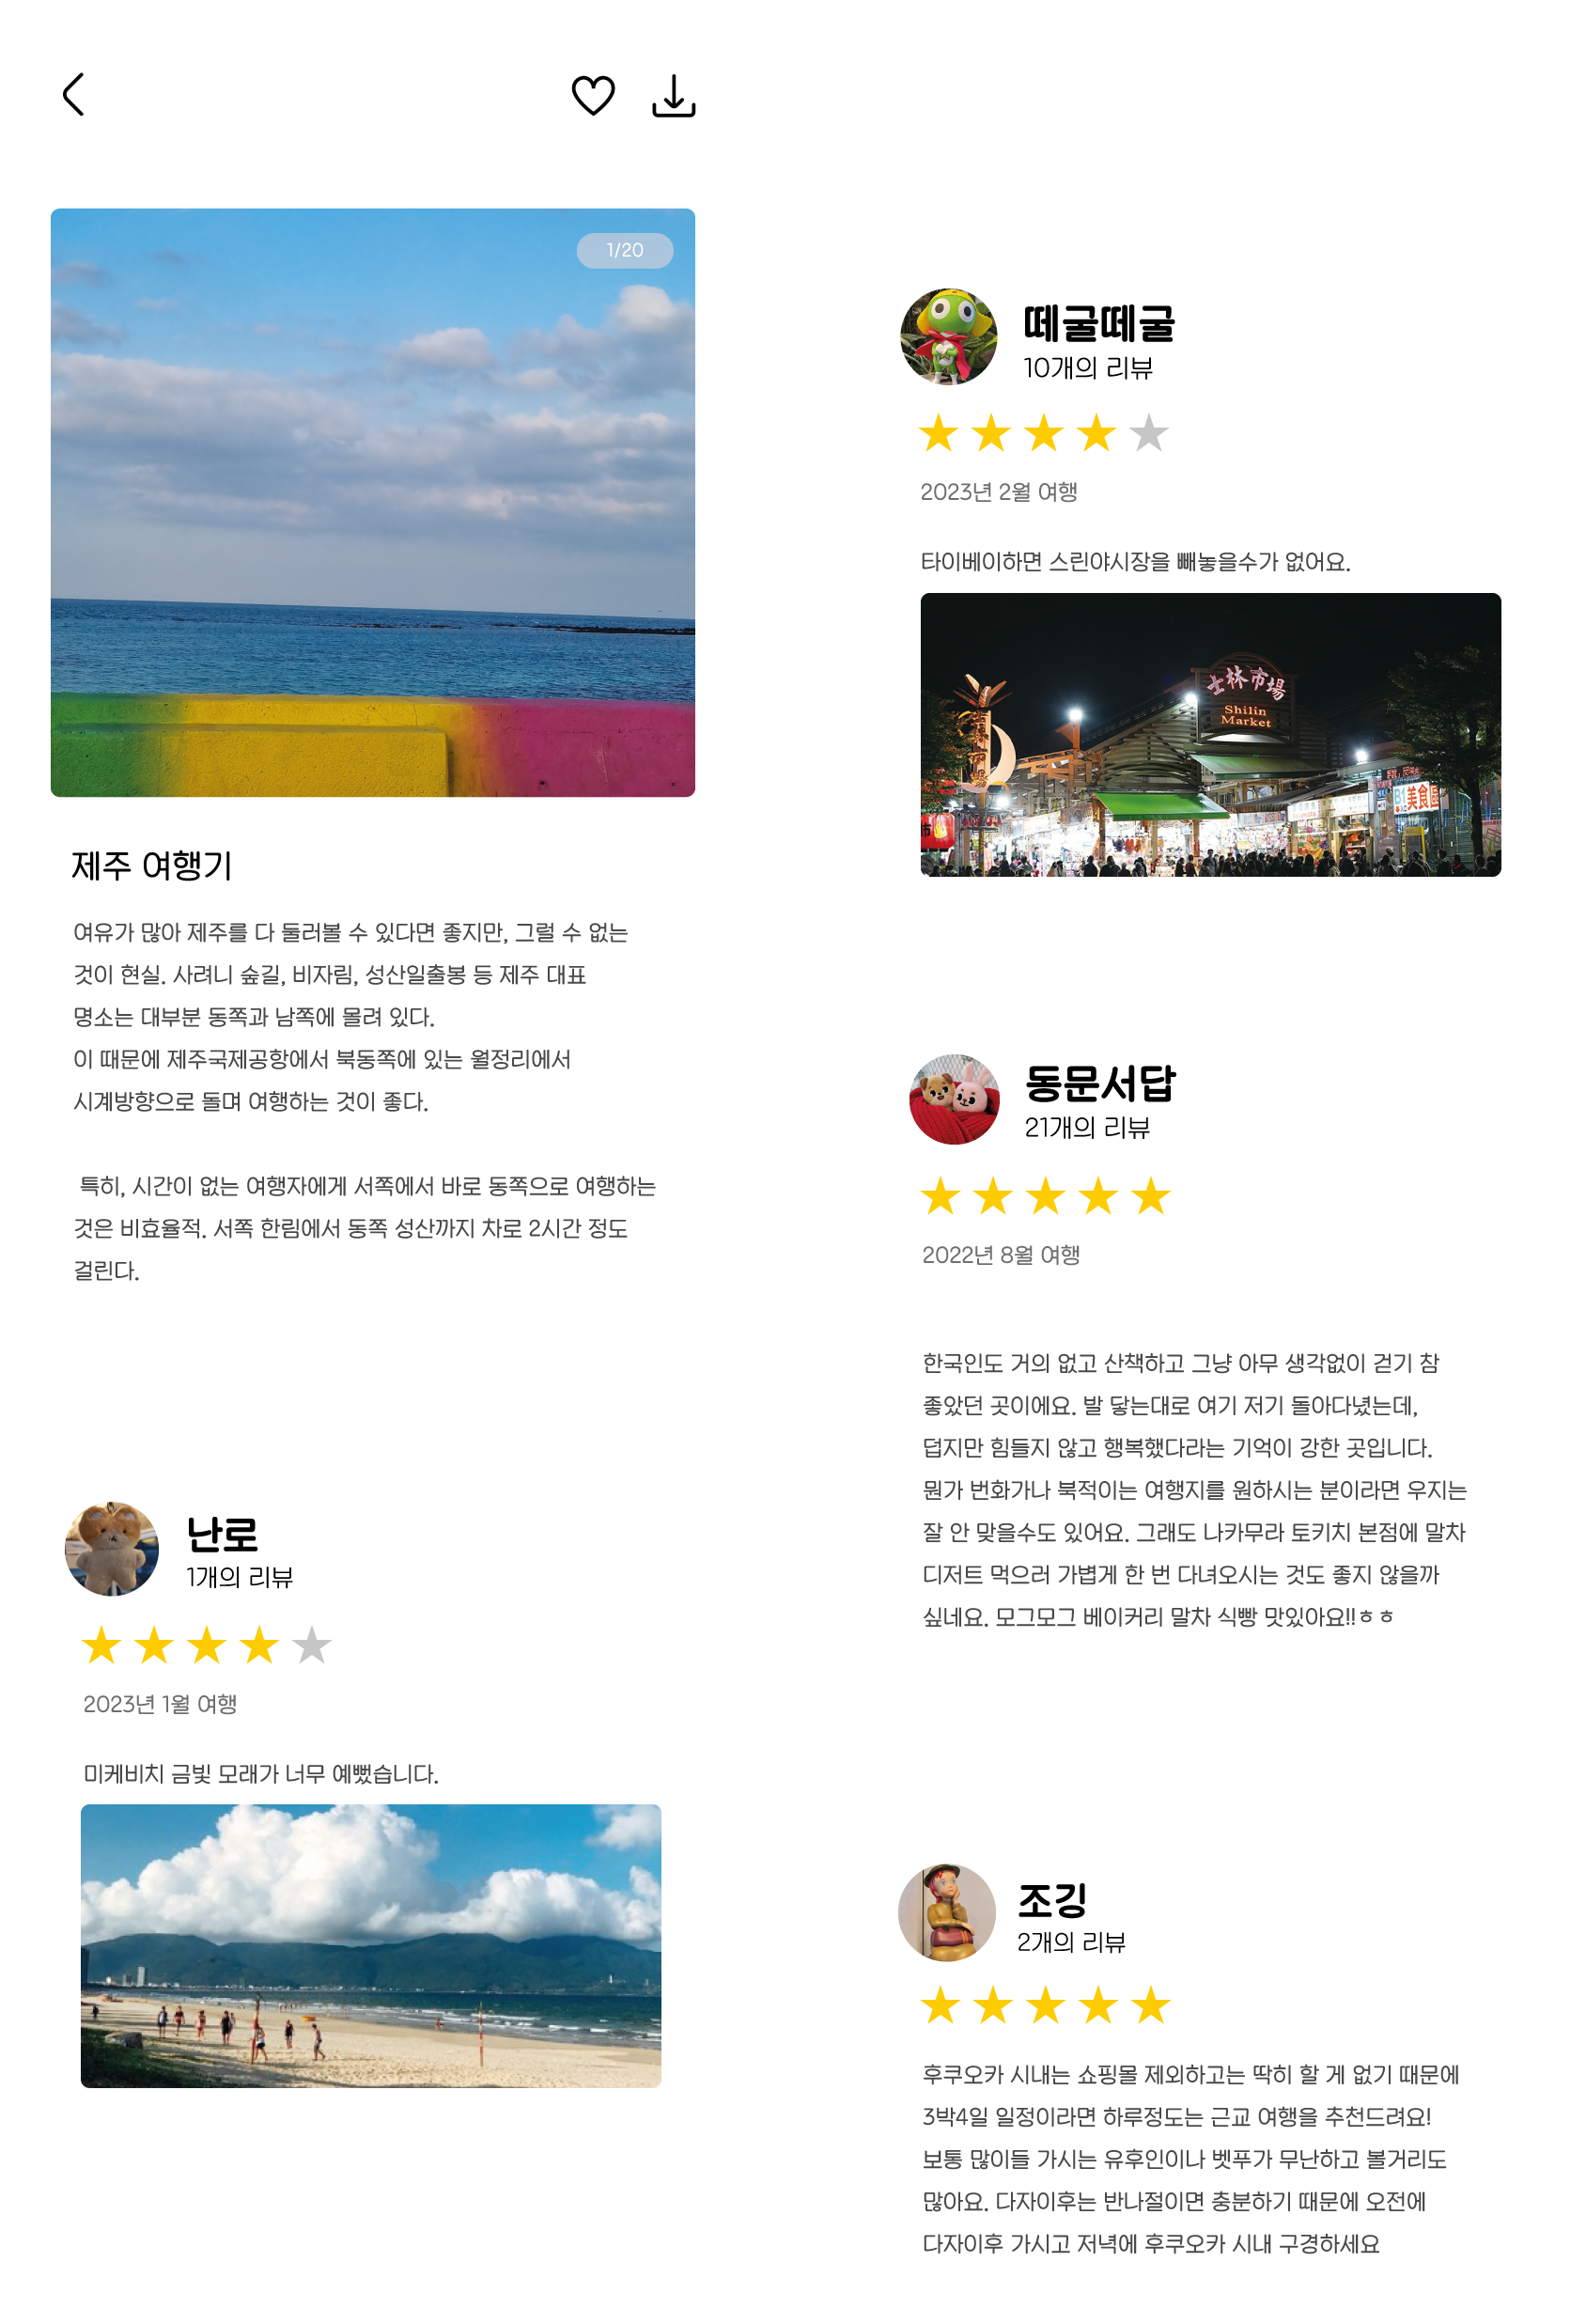 1/20
제주 여행기
여유가 많아 제주를 다 둘러볼 수 있다면 좋지만, 그럴 수 없는
것이 현실. 사려니 숲길, 비자림, 성산일출봉 등 제주 대표
명소는 대부분 동쪽과 남쪽에 몰려 있다.
이 때문에 제주국제공항에서 북동쪽에 있는 월정리에서
시계방향으로 돌며 여행하는 것이 좋다.
특히, 시간이 없는 여행자에게 서쪽에서 바로 동쪽으로 여행하는
것은 비효율적. 서쪽 한림에서 동쪽 성산까지 차로 2시간 정도
걸린다.
난로
1개의 리뷰
2023년 1월 여행
미케비치 금빛 모래가 너무 예뻤습니다.
떼굴떼굴
10개의 리뷰
2023년 2월 여행
타이베이하면 스린야시장을 빼놓을수가 없어요.
士林市場
Shilin
Market
B1美食區
동문서답
21개의 리뷰
2022년 8월 여행
한국인도 거의 없고 산책하고 그냥 아무 생각없이 걷기 참
좋았던 곳이에요. 발 닿는대로 여기 저기 돌아다녔는데,
덥지만 힘들지 않고 행복했다라는 기억이 강한 곳입니다.
뭔가 번화가나 북적이는 여행지를 원하시는 분이라면 우지는
잘 안 맞을수도 있어요. 그래도 나카무라 토키치 본점에 말차
디저트 먹으러 가볍게 한 번 다녀오시는 것도 좋지 않을까
싶네요. 모그모그 베이커리 말차 식빵 맛있아요!!ㅎㅎ
조깅
2개의 리뷰
후쿠오카 시내는 쇼핑몰 제외하고는 딱히 할 게 없기 때문에
3박4일 일정이라면 하루정도는 근교 여행을 추천드려요!
보통 많이들 가시는 유후인이나 벳푸가 무난하고 볼거리도
많아요. 다자이후는 반나절이면 충분하기 때문에 오전에
다자이후 가시고 저녁에 후쿠오카 시내 구경하세요